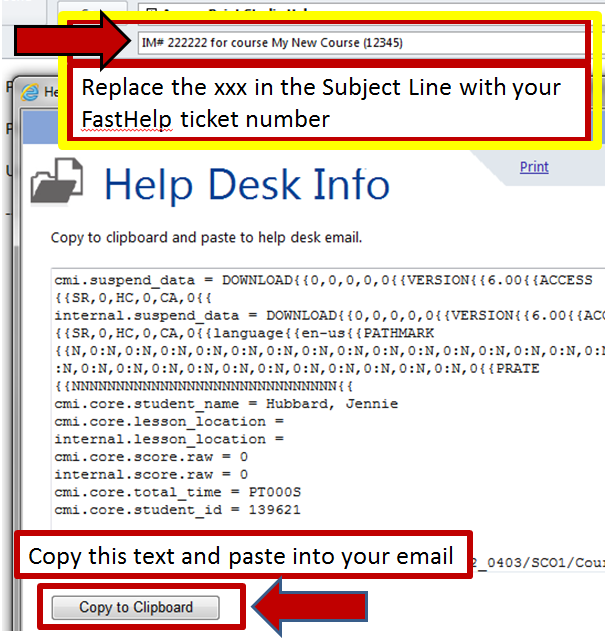 IM# 222222 for course My New Course (12345)
Replace the xxx in the Subject Line with your
FastHelp ticket number
He
Print
Help Desk Info
Copy to clipboard and paste to help desk email.
cmi.suspend_data = DOWNLOAD{{0,0,0,0,0{{VERSION{{6.00{{ACCESS
{{SR,0,HC,0,CA,0{{
internal.suspend_data = DOWNLOAD{{0,0,0,0,0{{VERSION{{6.00{{ACC
{{SR,0,HC,0,CA,0{{language{{en-us{{PATHMARK
{{N,0:N,0:N,0:N,0:N,0:N,0:N,0:N,0:N,0:N,0:N,0:N,0:N,0:N
:N,0:N,0:N,0:N,0:N,0:N,0:N,0:N,0:N,0:N,0:N,0{{PRATE
{{NNNNNNNNNNNNNNNNNNNNNNNNNNNNN{{
cmi.core.student_name = Hubbard, Jennie
cmi.core.lesson_location =
internal.lesson_location =
cmi.core.score.raw = 0
internal.score.raw = 0
cmi.core.total_time = PT000S
cmi.core.student_id = 139621
Copy this text and paste into your email
2_0403/SCO1/Cou
Copy to Clipboard